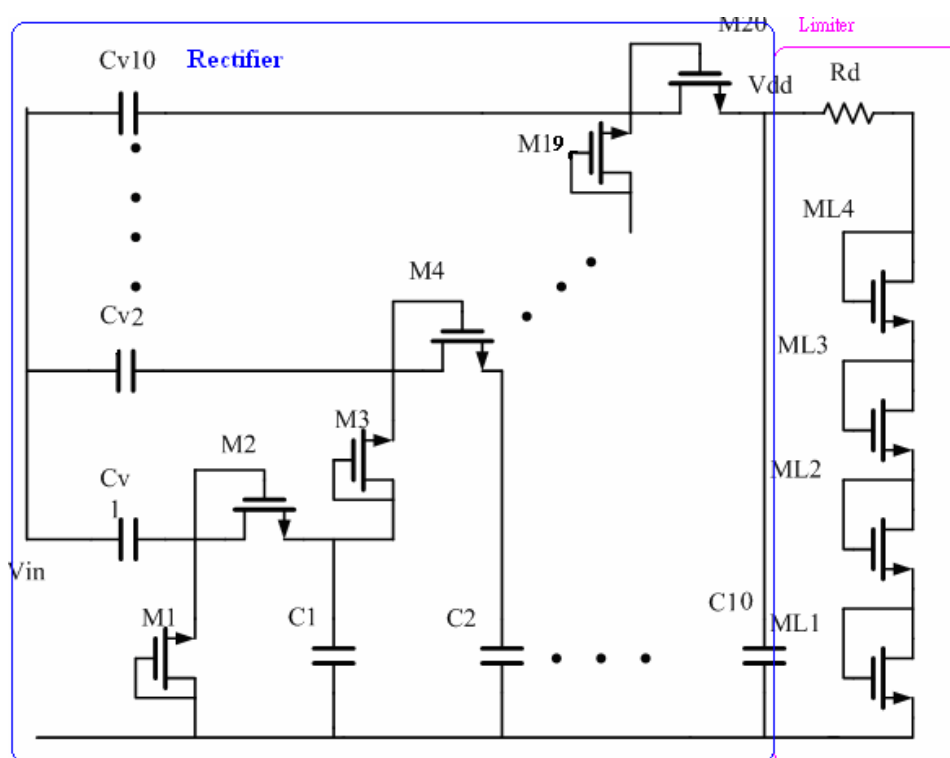 M20
Limiter
Cv10
Rectifier
Vdd
Rd
M19
ML4
M4
Cv2
ML3
M3
M2
ML2
Cv
1
Vin
M1
C1
C2
C10
ML1